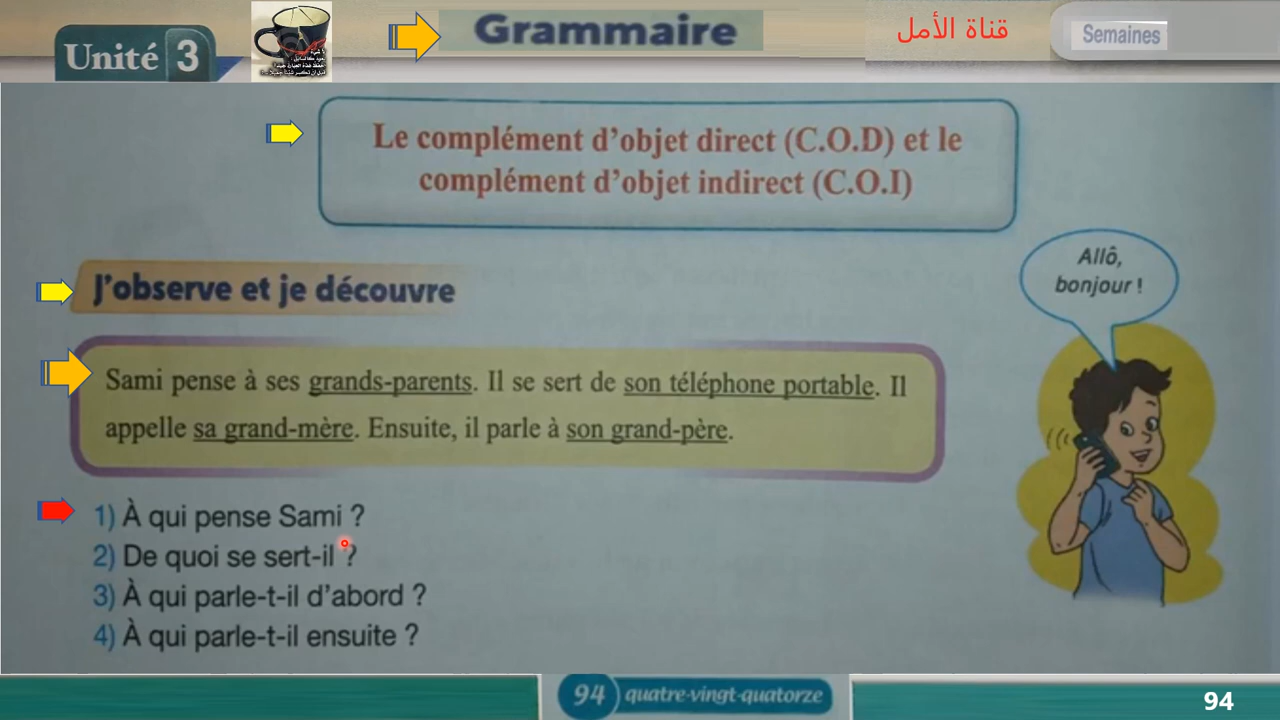 Unité 3
Grammaire
قناة الأمل
Semaines
Le complément d'objet direct (C.O.D) et le
complément d'objet indirect (C.O.I)
Allô,
bonjour !
J'observe et je découvre
Sami pense à ses grands-parents. Il se sert de son téléphone portable. Il
appelle sa grand-mère. Ensuite, il parle à son grand-père.
1) À qui pense Sami ?
2) De quoi se sert-il ?
3) À qui parle-t-il d'abord ?
4) À qui parle-t-il ensuite ?
94 quatre-vingt-quatorze
94